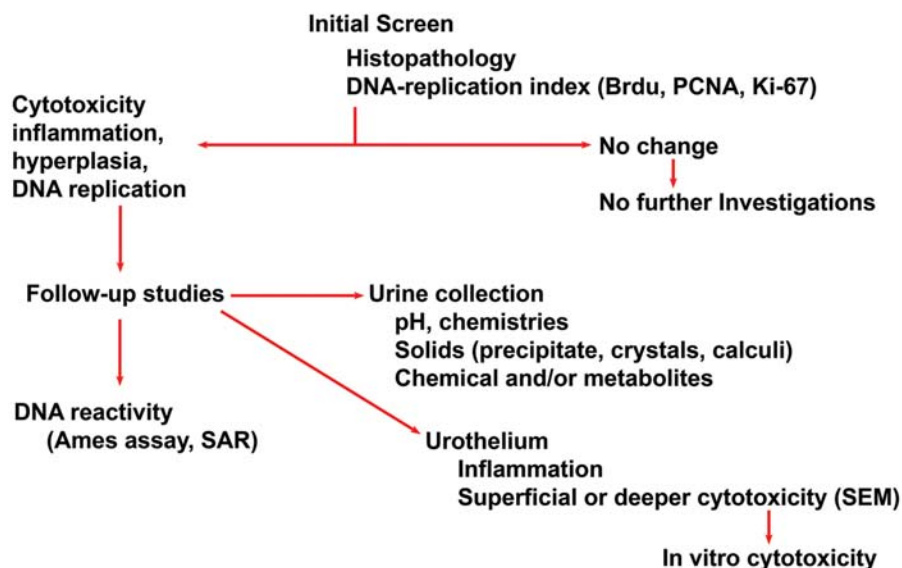 Initial Screen
Histopathology
DNA-replication index (Brdu, PCNA, Ki-67)
Cytotoxicity
inflammation,
hyperplasia,
DNA replication
No change
No further Investigations
Follow-up studies
Urine collection
pH, chemistries
Solids (precipitate, crystals, calculi)
Chemical and/or metabolites
DNA reactivity
(Ames assay, SAR)
Urothelium
Inflammation
Superficial or deeper cytotoxicity (SEM)
In vitro cytotoxicity